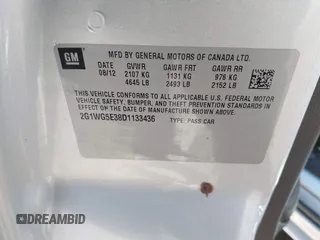 GM
MFD BY GENERAL MOTORS OF CANADA LTD.
DATE GVWR GAWR FRT GAWR RR
08/12 2107 KG 1131 KG 976 KG
4645 LB 2493 LB 2152 LB
THIS VEHICLE CONFORMS TO ALL APPLICABLE U.S. FEDERAL MOTOR
VEHICLE SAFETY, BUMPER, AND THEFT PREVENTION STANDARDS IN
EFFECT ON THE DATE OF MANUFACTURE SHOWN ABOVE.
2G1WG5E38D1133436 TYPE: PASS CAR
DREAMBID